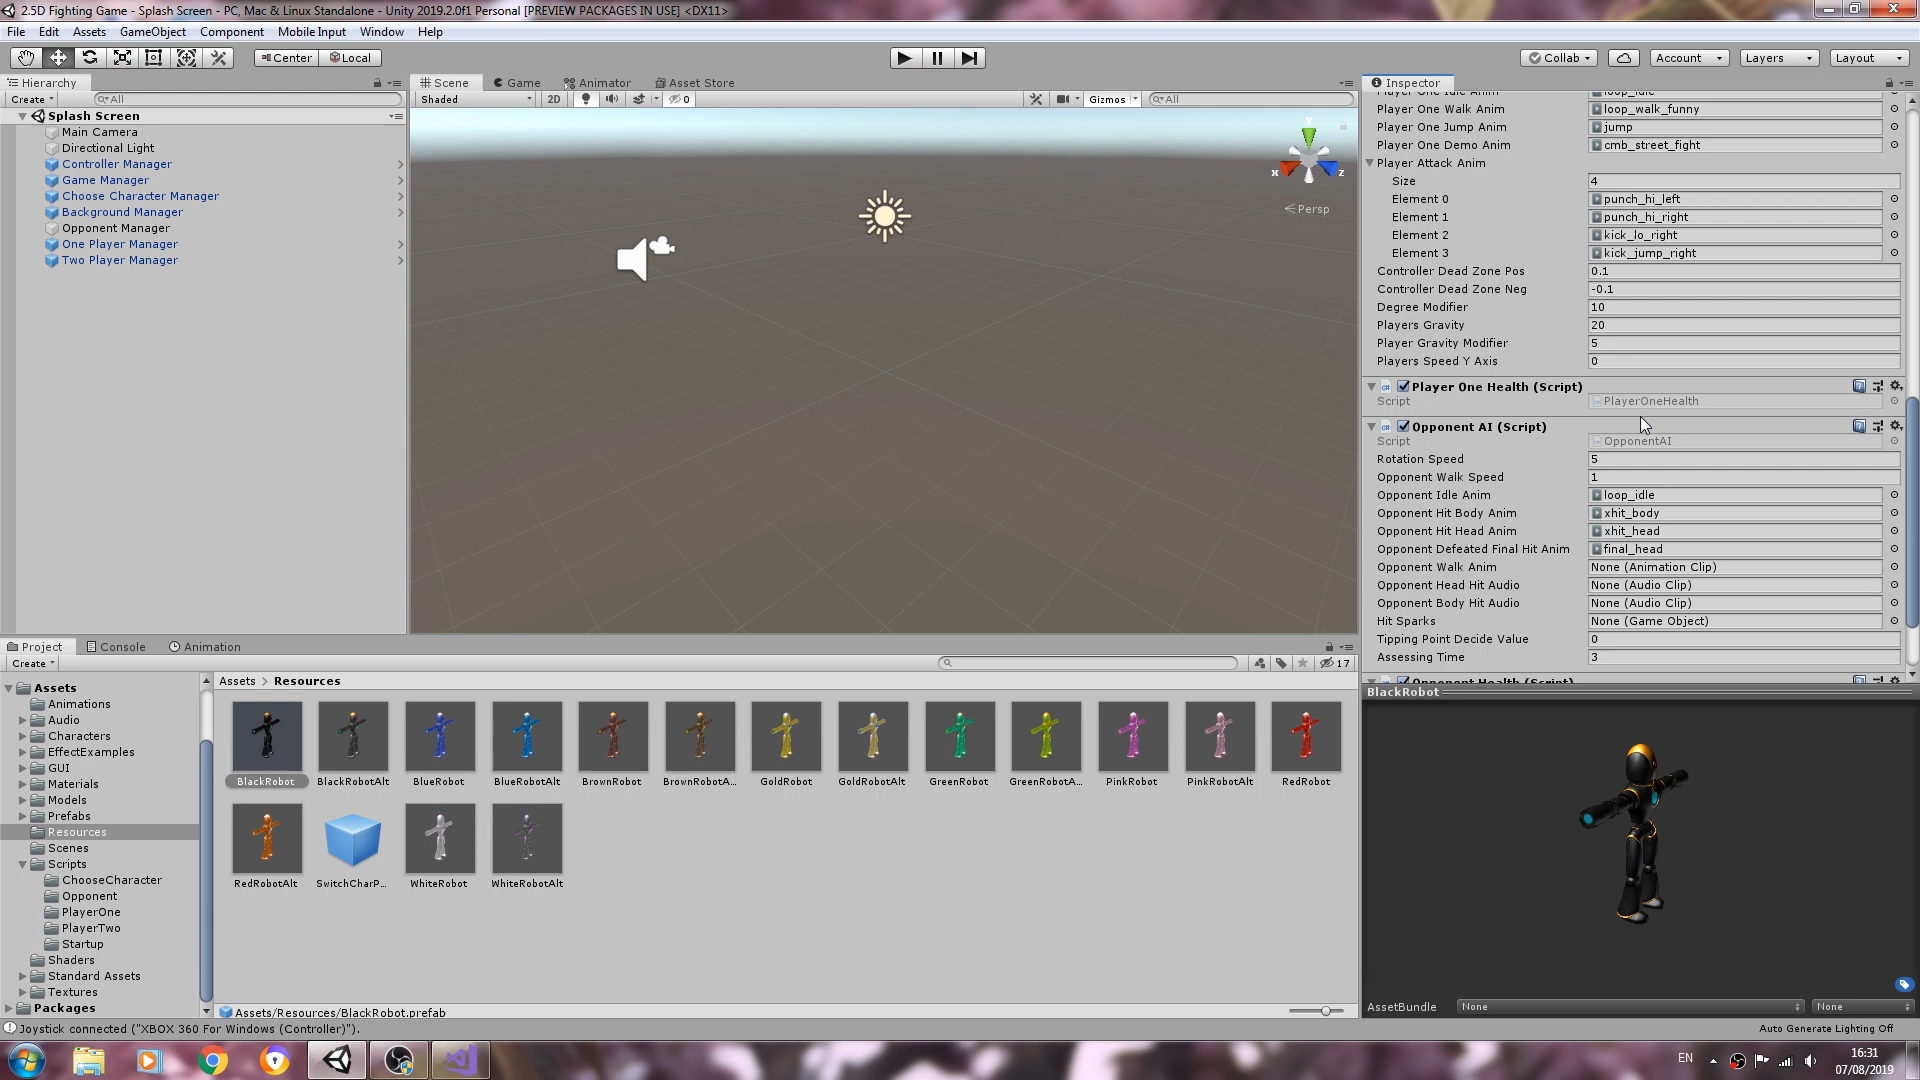 2.5D Fighting Game - Splash Screen - PC, Mac & Linux Standalone - Unity 2019.2.0f1 Personal [PREVIEW PACKAGES IN USE] <DX11>
File Edit Assets GameObject Component Mobile Input Window Help
Center Local
Collab Account Layers Layout
Hierarchy
Create All
Splash Screen
Main Camera
Directional Light
Controller Manager
Game Manager
Choose Character Manager
Background Manager
Opponent Manager
One Player Manager
Two Player Manager
Scene Game Animator Asset Store
Shaded 2D 0 Gizmos All
y
x z
Persp
Inspector
Player One Idle Anim loop_idle
Player One Walk Anim loop_walk_funny
Player One Jump Anim jump
Player One Demo Anim cmb_street_fight
Player Attack Anim
Size 4
Element 0 punch_hi_left
Element 1 punch_hi_right
Element 2 kick_lo_right
Element 3 kick_jump_right
Controller Dead Zone Pos 0.1
Controller Dead Zone Neg -0.1
Degree Modifier 10
Players Gravity 20
Player Gravity Modifier 5
Players Speed Y Axis 0
Player One Health (Script)
Script PlayerOneHealth
Opponent AI (Script)
Script OpponentAI
Rotation Speed 5
Opponent Walk Speed 1
Opponent Idle Anim loop_idle
Opponent Hit Body Anim xhit_body
Opponent Hit Head Anim xhit_head
Opponent Defeated Final Hit Anim final_head
Opponent Walk Anim None (Animation Clip)
Opponent Head Hit Audio None (Audio Clip)
Opponent Body Hit Audio None (Audio Clip)
Hit Sparks None (Game Object)
Tipping Point Decide Value 0
Assessing Time 3
Opponent Health (Script)
BlackRobot
AssetBundle None None
Project Console Animation
Create 17
Assets
Animations
Audio
Characters
EffectExamples
GUI
Materials
Models
Prefabs
Resources
Scenes
Scripts
ChooseCharacter
Opponent
PlayerOne
PlayerTwo
Startup
Shaders
Standard Assets
Textures
Packages
Assets > Resources
BlackRobot BlackRobotAlt BlueRobot BlueRobotAlt BrownRobot BrownRobotA... GoldRobot GoldRobotAlt GreenRobot GreenRobotA... PinkRobot PinkRobotAlt RedRobot
RedRobotAlt SwitchCharP... WhiteRobot WhiteRobotAlt
Assets/Resources/BlackRobot.prefab
Joystick connected ("XBOX 360 For Windows (Controller)").
Auto Generate Lighting Off
EN
16:31
07/08/2019